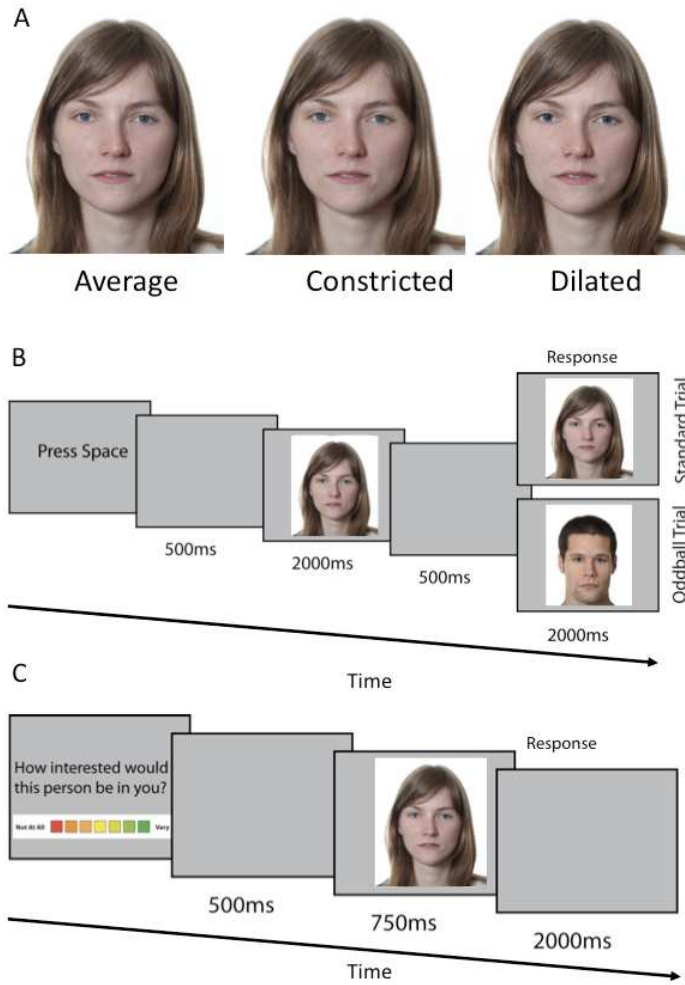 A
Average
Constricted
Dilated
B
Response
Press Space
500ms
2000ms
500ms
2000ms
Standard Trial
Oddball Trial
Time
C
Response
How interested would
this person be in you?
Not At All
Very
500ms
750ms
2000ms
Time